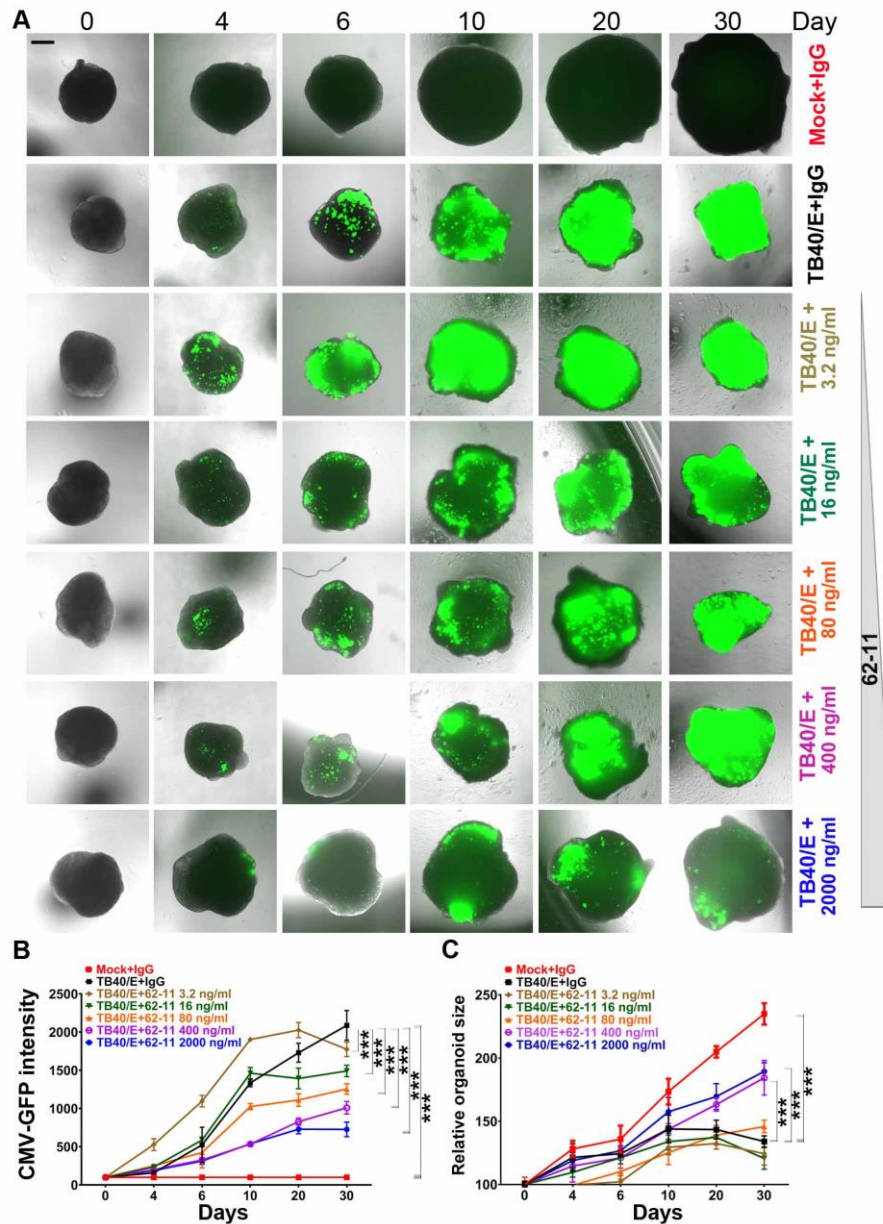 A
0 4 6 10 20 30 Day
Mock+IgG
TB40/E+IgG
TB40/E +
3.2 ng/ml
TB40/E +
16 ng/ml
TB40/E +
80 ng/ml
TB40/E +
400 ng/ml
TB40/E +
2000 ng/ml
62-11
B
Mock+IgG
TB40/E+IgG
TB40/E+62-11 3.2 ng/ml
TB40/E+62-11 16 ng/ml
TB40/E+62-11 80 ng/ml
TB40/E+62-11 400 ng/ml
TB40/E+62-11 2000 ng/ml
CMV-GFP intensity
2500
2000
1500
1000
500
0
***
***
***
***
***
***
0 4 6 10 20 30
Days
C
Mock+IgG
TB40/E+IgG
TB40/E+62-11 3.2 ng/ml
TB40/E+62-11 16 ng/ml
TB40/E+62-11 80 ng/ml
TB40/E+62-11 400 ng/ml
TB40/E+62-11 2000 ng/ml
Relative organoid size
250
200
150
100
***
***
***
0 4 6 10 20 30
Days